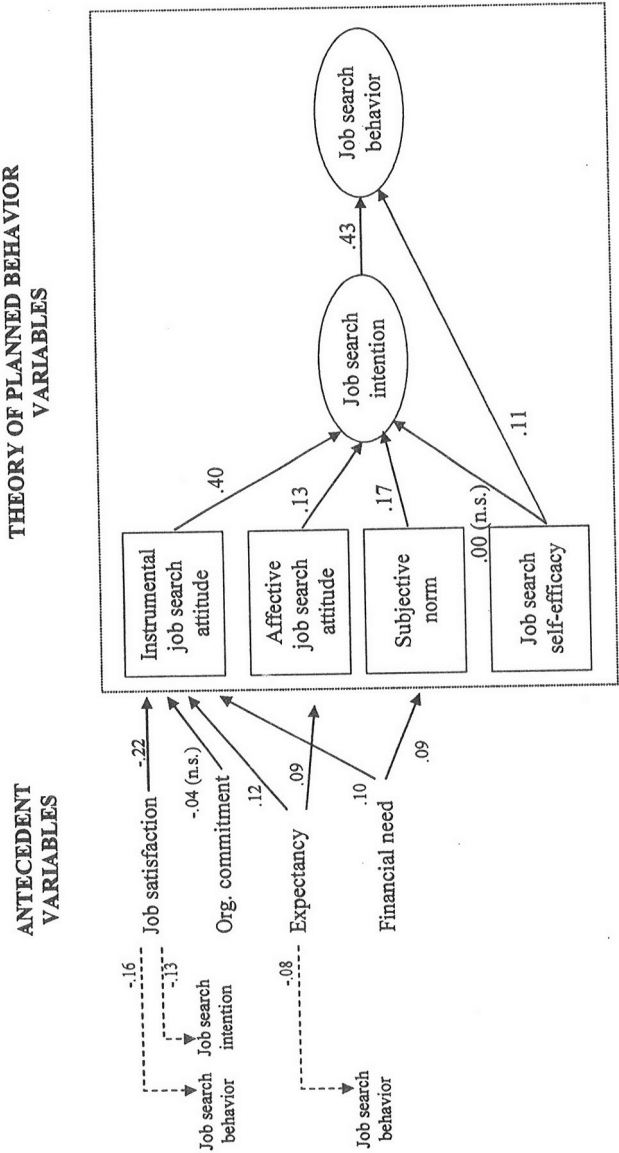 ANTECEDENT
VARIABLES
THEORY OF PLANNED BEHAVIOR
VARIABLES
-.16
-.13
Job search
behavior
Job search
intention
Job satisfaction
-.22
-.04 (n.s.)
Org. commitment
.12
Expectancy
.09
-.08
Job search
behavior
.10
Financial need
.09
Instrumental
job search
attitude
.40
Affective
job search
attitude
.13
Subjective
norm
.17
.00 (n.s.)
Job search
self-efficacy
.11
Job search
intention
.43
Job search
behavior